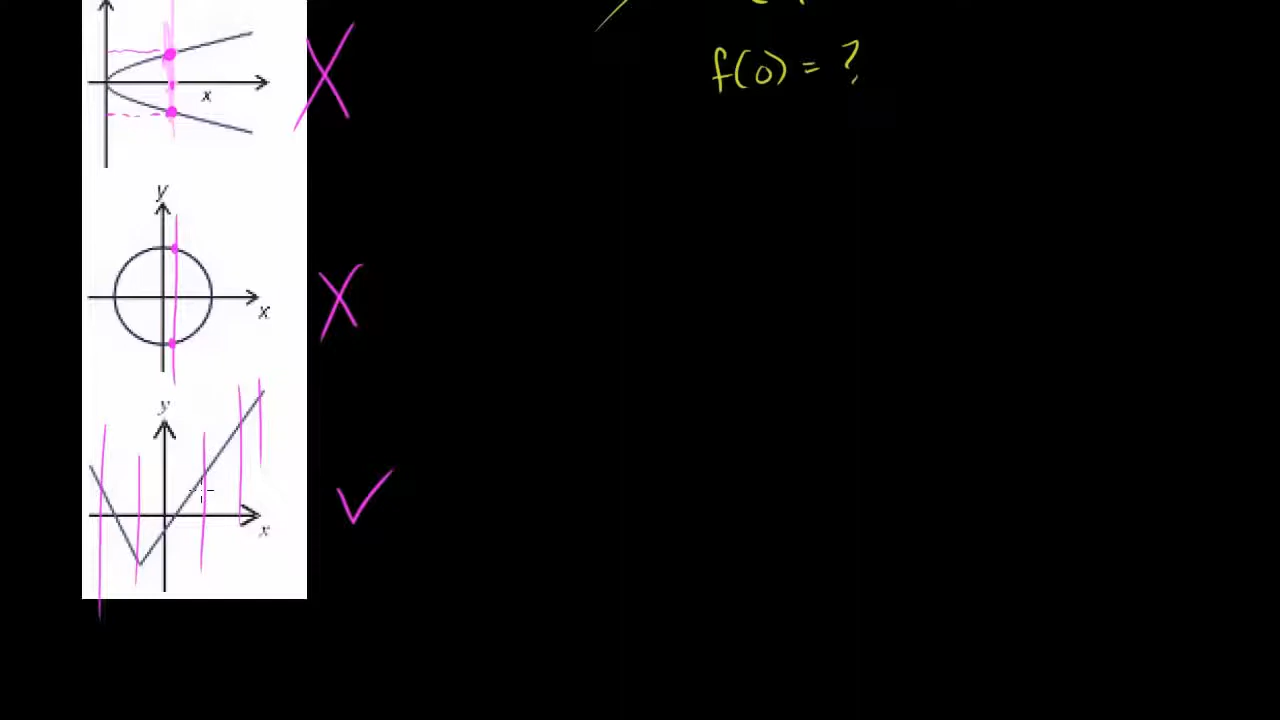 f(0) = ?
x
y
x
y
x